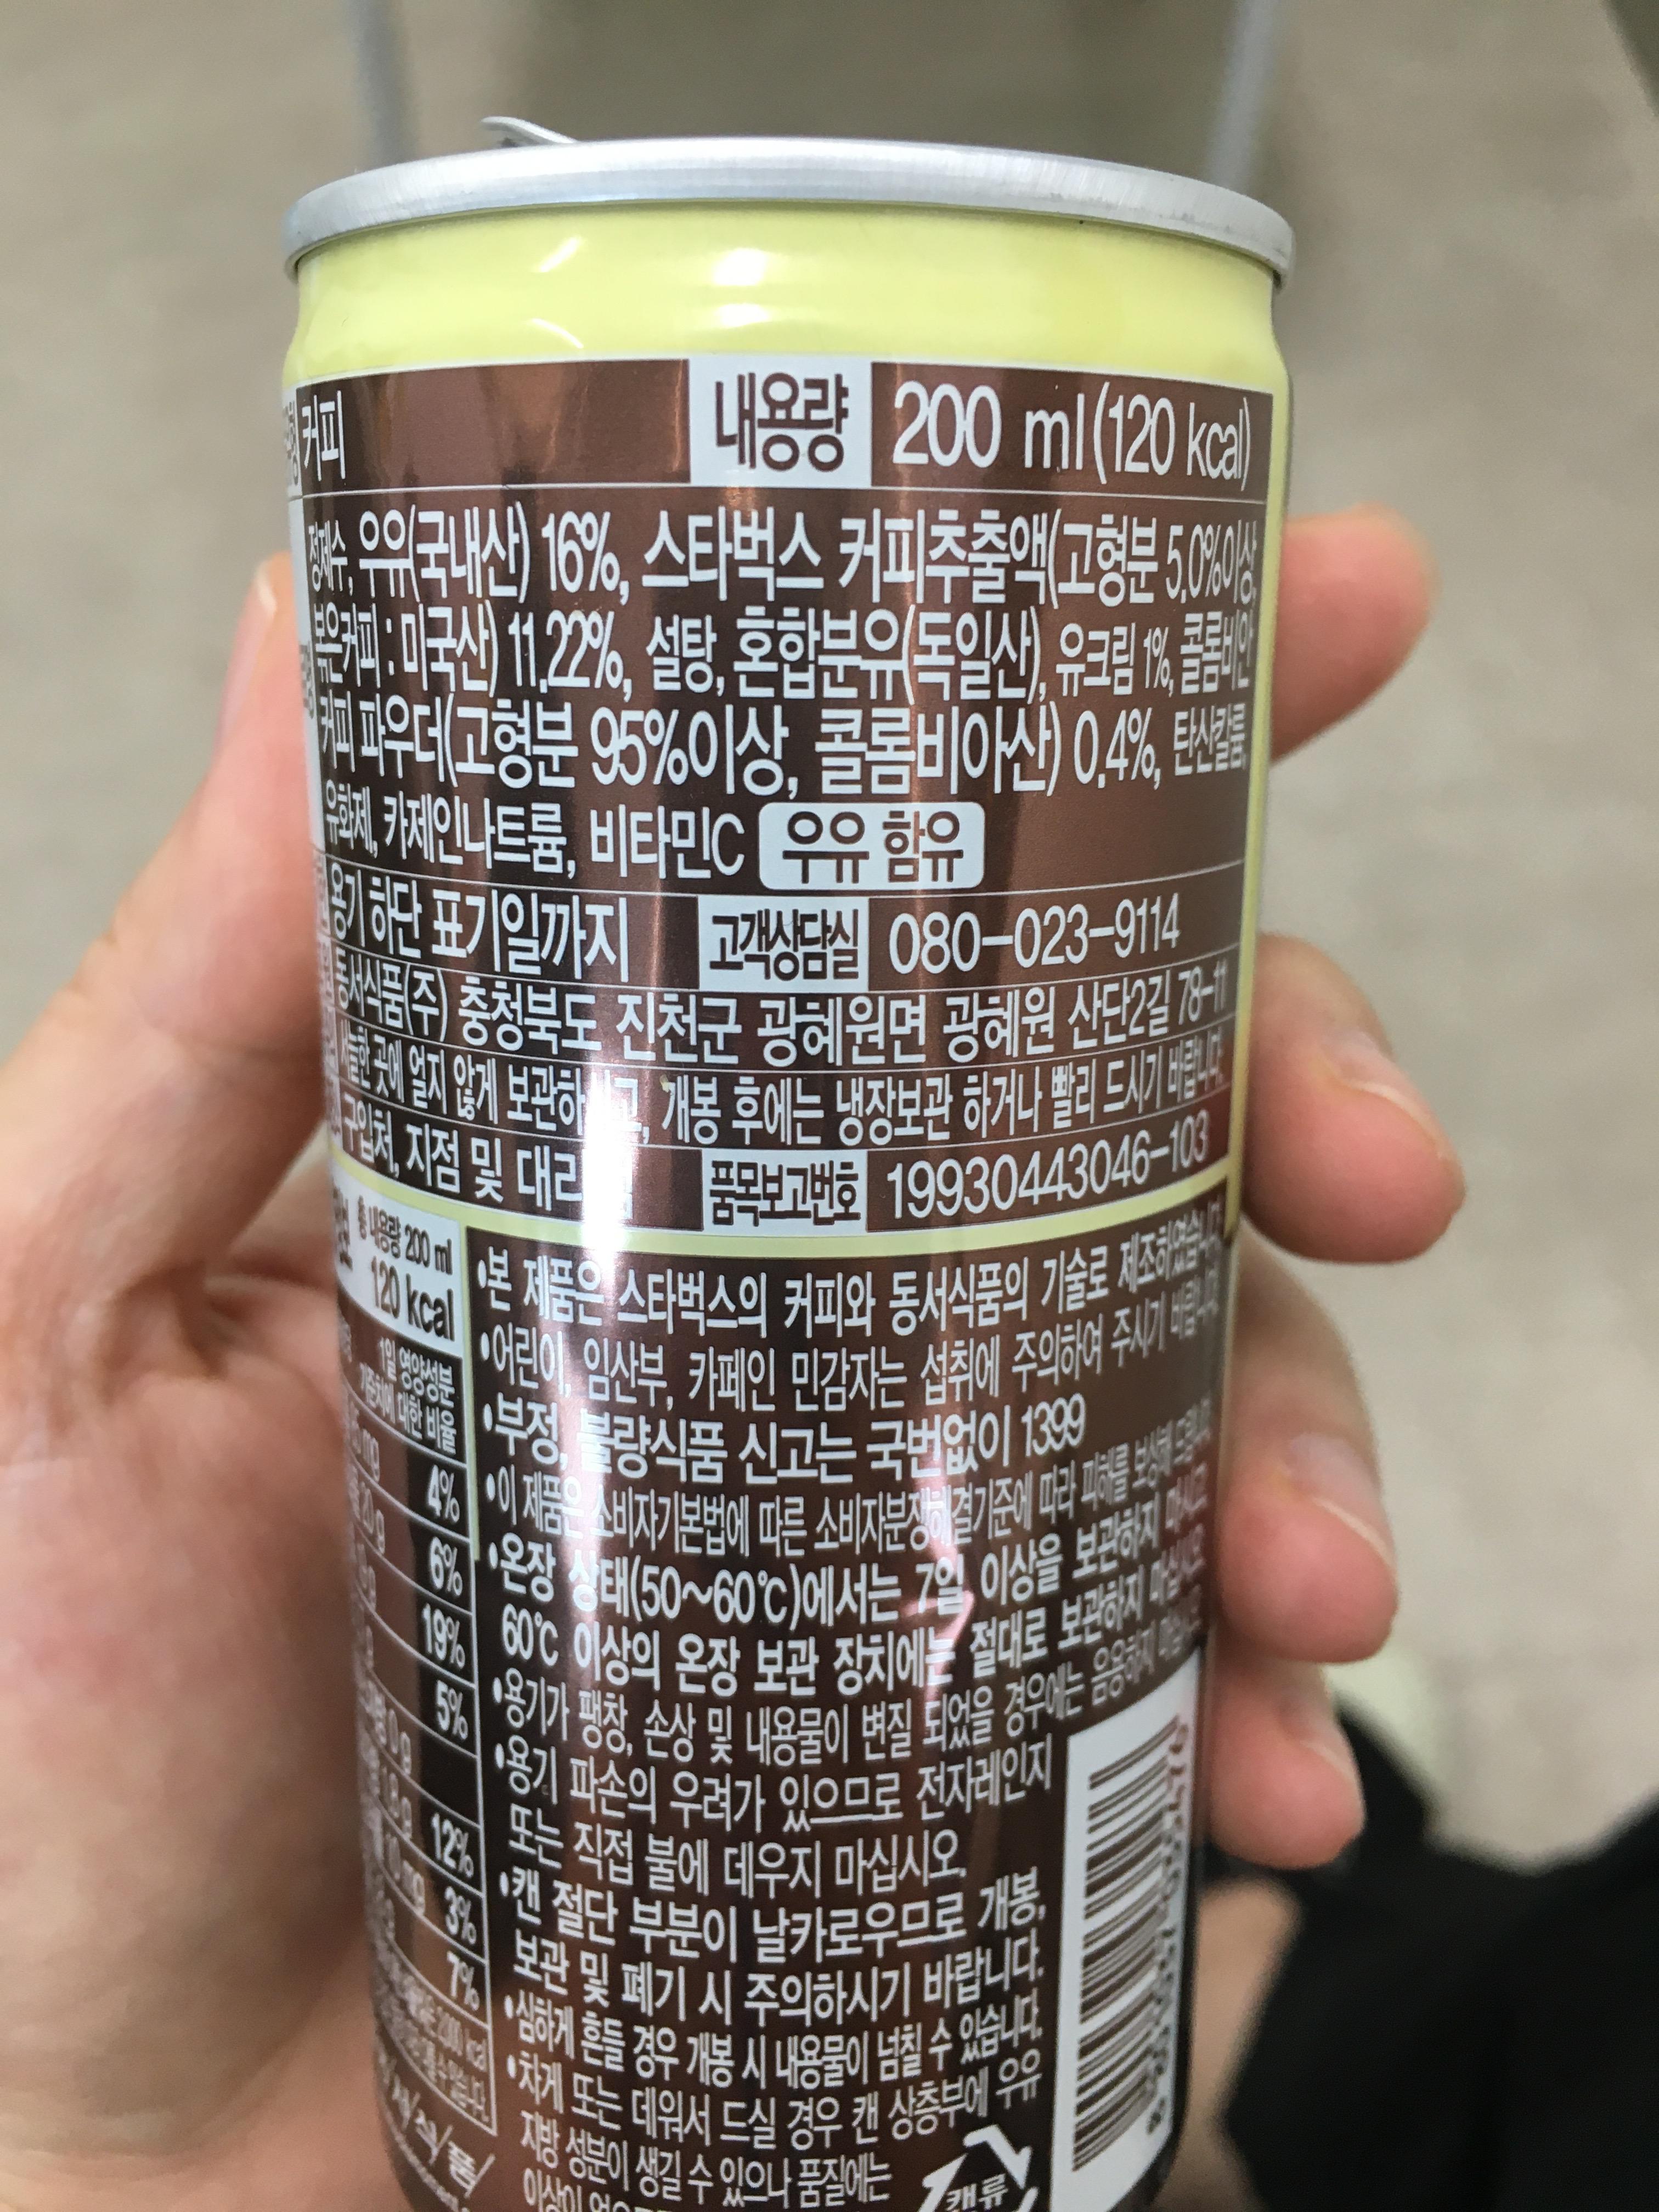 커피 내용량 200 ml(120 kcal)
정제수, 우유(국내산) 16%, 스타벅스 커피추출액(고형분 5.0%이상,
볶은커피 : 미국산) 11.22%, 설탕, 혼합분유(독일산), 유크림 1%, 콜롬비안
커피 파우더(고형분 95%이상, 콜롬비아산) 0.4%, 탄산칼륨,
유화제, 카제인나트륨, 비타민C 우유 함유
용기 하단 표기일까지 고객상담실 080-023-9114
동서식품(주) 충청북도 진천군 광혜원면 광혜원 산단2길 78-11
서늘한 곳에 얼지 않게 개봉 후에는 냉장보관 하거나 빨리 드시기 바랍니다.
구입처, 지점 및 품목보고번호 19930443046-103
총 내용량 200 ml
120 kcal
1일 영양성분
기준치에 대한 비율
4%
6%
19%
5%
0 g
12%
3%
7%
2000 kcal
•본 제품은 스타벅스의 커피와 동서식품의 기술로 제조하였습니다.
•어린이, 임산부, 카페인 민감자는 섭취에 주의하여 주시기 바랍니다.
•부정, 불량식품 신고는 국번없이 1399
•이 제품은 소비자기본법에 따른 소비자분쟁해결기준에 따라 피해를 보상해 드립니다.
•온장 상태(50~60℃)에서는 7일 이상을 보관하지 마시고,
60℃ 이상의 온장 보관 장치에는 절대로 보관하지 마십시오.
•용기가 팽창, 손상 및 내용물이 변질 되었을 경우에는 음용하지 마십시오.
•용기 파손의 우려가 있으므로 전자레인지
또는 직접 불에 데우지 마십시오.
•캔 절단 부분이 날카로우므로 개봉,
보관 및 폐기 시 주의하시기 바랍니다.
•심하게 흔들 경우 개봉 시 내용물이 넘칠 수 있습니다.
•차게 또는 데워서 드실 경우 캔 상층부에 우유
지방 성분이 생길 수 있으나 품질에는
캔류